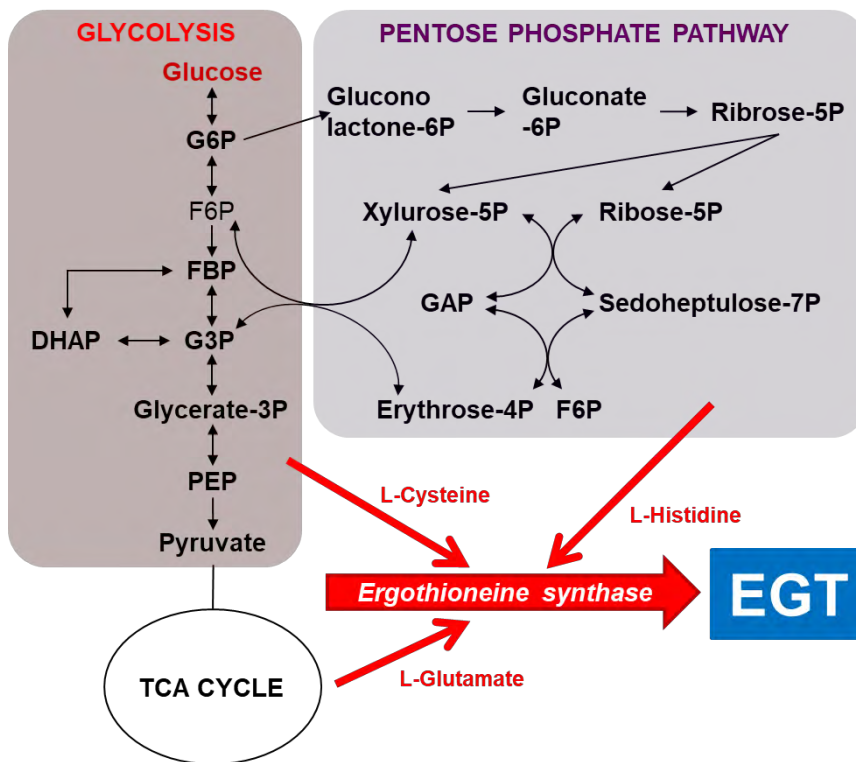 GLYCOLYSIS
Glucose
G6P
F6P
FBP
DHAP
G3P
Glycerate-3P
PEP
Pyruvate
TCA CYCLE
PENTOSE PHOSPHATE PATHWAY
Glucono
lactone-6P
Gluconate
-6P
Ribrose-5P
Xylurose-5P
Ribose-5P
GAP
Sedoheptulose-7P
Erythrose-4P
F6P
L-Cysteine
L-Histidine
Ergothioneine synthase
EGT
L-Glutamate